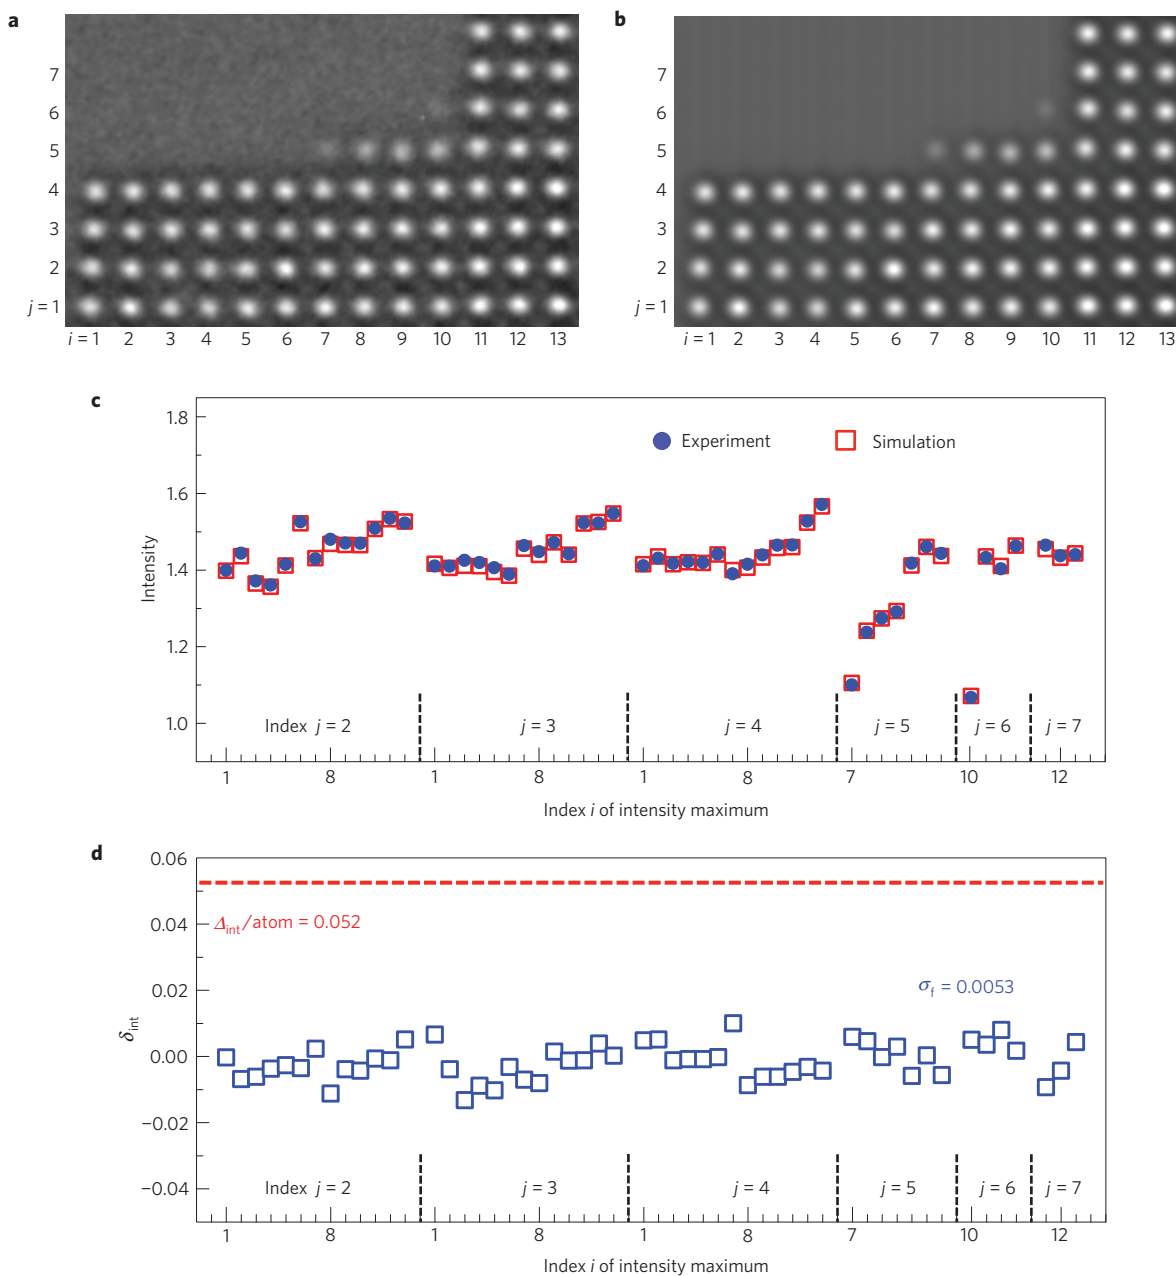 a
b
7
6
5
4
3
2
j = 1
i = 1 2 3 4 5 6 7 8 9 10 11 12 13
7
6
5
4
3
2
j = 1
i = 1 2 3 4 5 6 7 8 9 10 11 12 13
c
Intensity
1.8
1.6
1.4
1.2
1.0
Experiment
Simulation
Index j = 2
j = 3
j = 4
j = 5
j = 6
j = 7
1 8 1 8 1 8 7 10 12
Index i of intensity maximum
d
δint
0.06
0.04
0.02
0.00
−0.02
−0.04
Δint/atom = 0.052
σf = 0.0053
Index j = 2
j = 3
j = 4
j = 5
j = 6
j = 7
1 8 1 8 1 8 7 10 12
Index i of intensity maximum